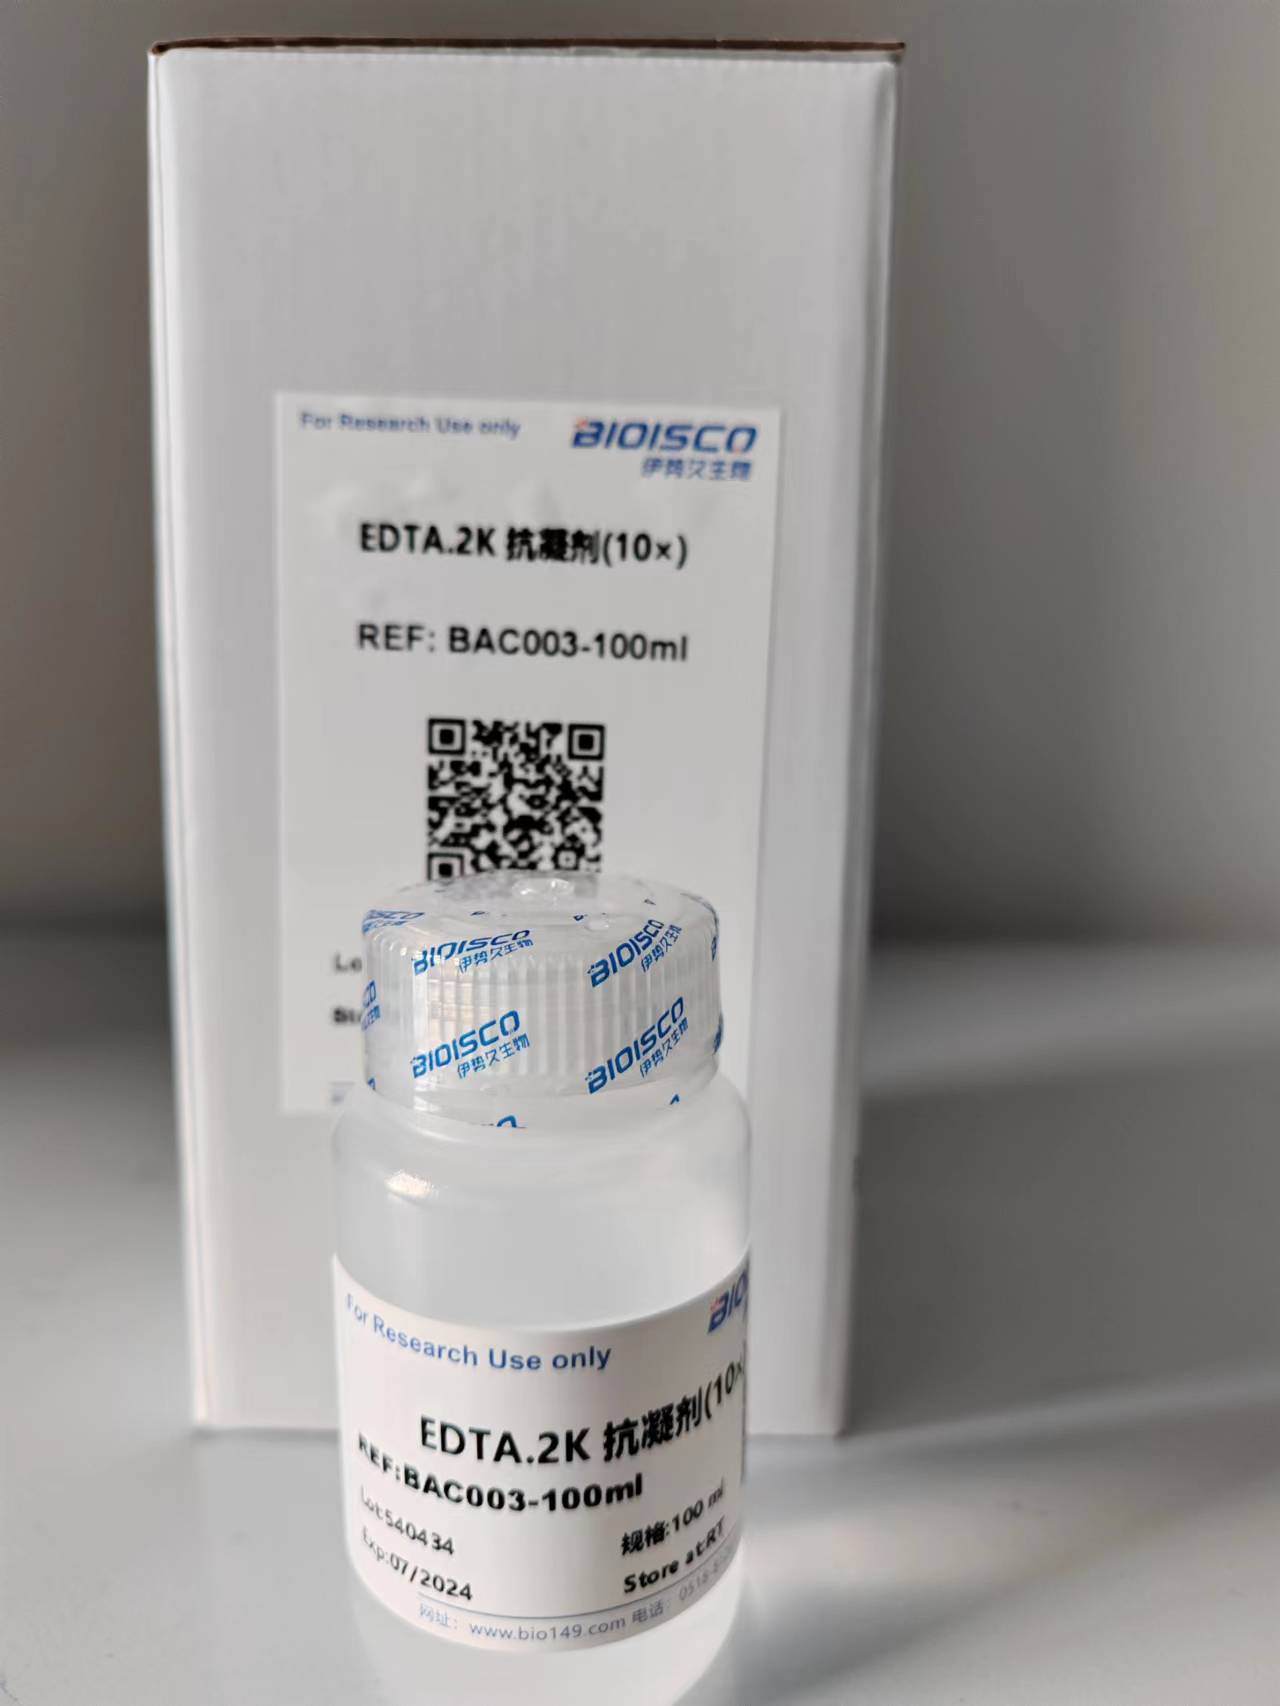 For Research Use only
BIOISCO
伊势久生物
EDTA.2K 抗凝剂(10×)
REF: BAC003-100ml
BIOISCO
伊势久生物
BIOISCO
伊势久生物
BIOISCO
伊势久生物
BIOISCO
伊势久生物
For Research Use only
EDTA.2K 抗凝剂(10×
REF:BAC003-100ml
Lot:540434
规格:100 ml
Exp:07/2024
Store at:RT
网址：www.bio149.com 电话：0518-